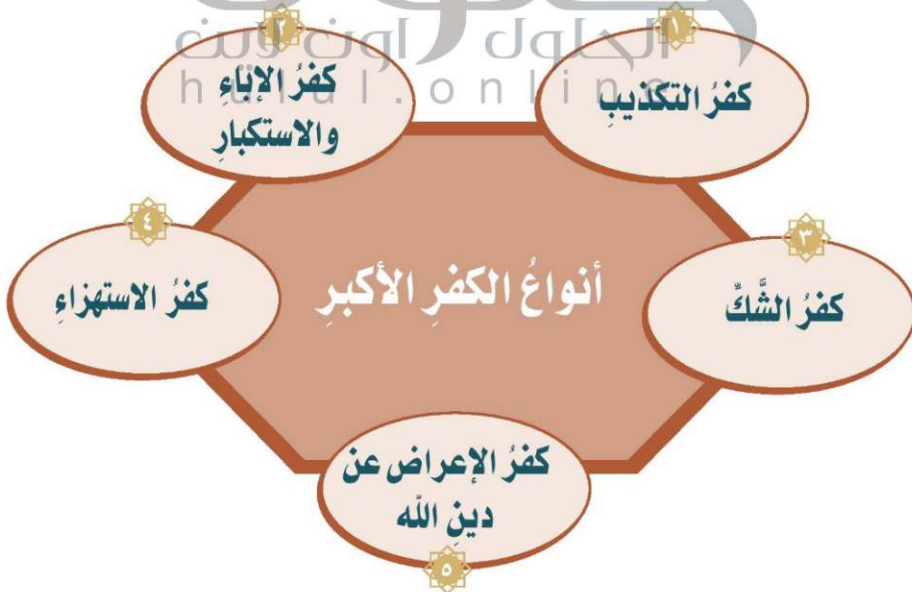 الحلول اون لاين
hulul.online
١
كفرُ التكذيبِ
٢
كفرُ الإباءِ
والاستكبارِ
أنواعُ الكفرِ الأكبرِ
٣
كفرُ الشَّكِّ
٤
كفرُ الاستهزاءِ
كفرُ الإعراض عن
دينِ الله
٥